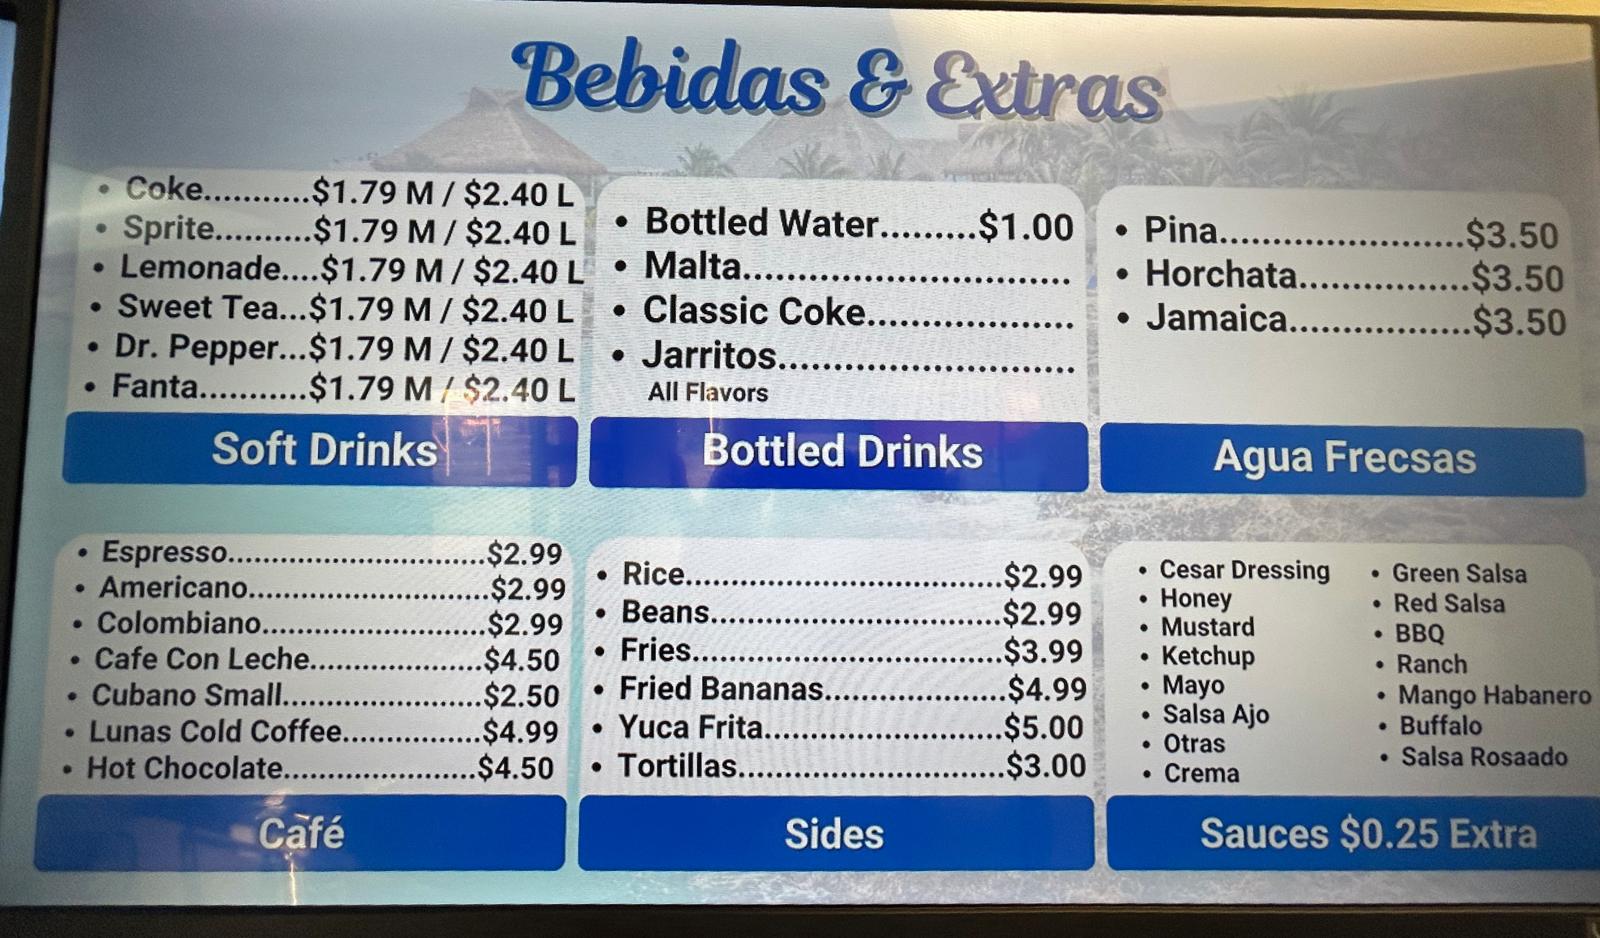 Bebidas & Extras
• Coke...........$1.79 M / $2.40 L
• Sprite..........$1.79 M / $2.40 L
• Lemonade....$1.79 M / $2.40 L
• Sweet Tea...$1.79 M / $2.40 L
• Dr. Pepper...$1.79 M / $2.40 L
• Fanta...........$1.79 M / $2.40 L
Soft Drinks
• Bottled Water.........$1.00
• Malta...............................
• Classic Coke....................
• Jarritos............................
All Flavors
Bottled Drinks
• Pina.......................$3.50
• Horchata................$3.50
• Jamaica.................$3.50
Agua Frecsas
• Espresso............................$2.99
• Americano..........................$2.99
• Colombiano........................$2.99
• Cafe Con Leche...................$4.50
• Cubano Small......................$2.50
• Lunas Cold Coffee...............$4.99
• Hot Chocolate.....................$4.50
Café
• Rice..................................$2.99
• Beans...............................$2.99
• Fries.................................$3.99
• Fried Bananas...................$4.99
• Yuca Frita.........................$5.00
• Tortillas............................$3.00
Sides
• Cesar Dressing
• Honey
• Mustard
• Ketchup
• Mayo
• Salsa Ajo
• Otras
• Crema
• Green Salsa
• Red Salsa
• BBQ
• Ranch
• Mango Habanero
• Buffalo
• Salsa Rosaado
Sauces $0.25 Extra